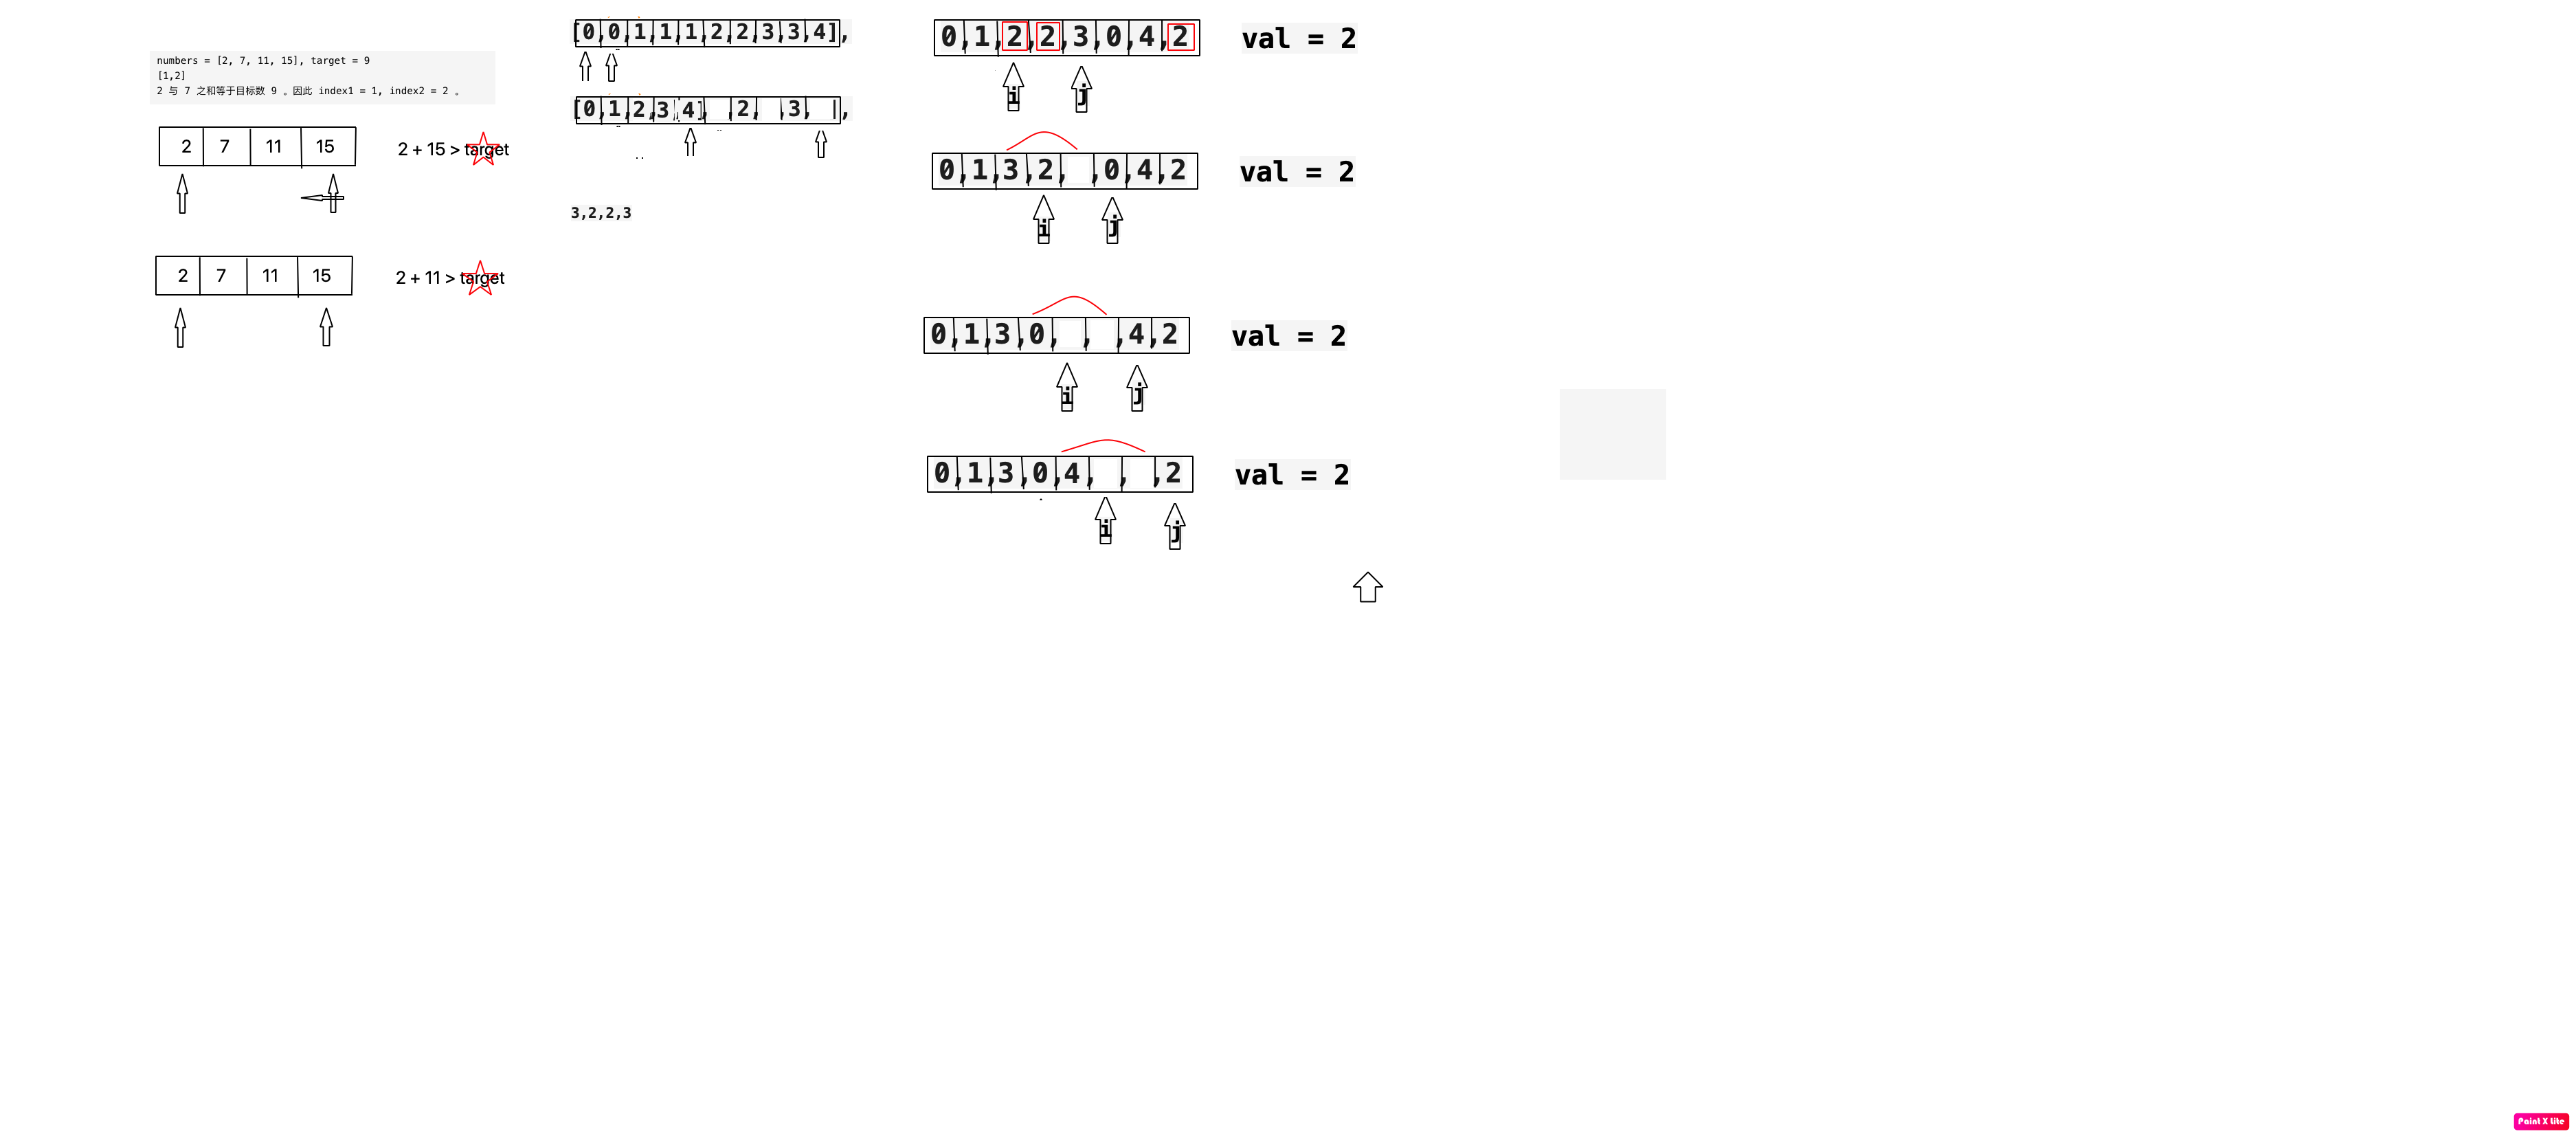 numbers = [2, 7, 11, 15], target = 9
[1,2]
2 与 7 之和等于目标数 9 。因此 index1 = 1, index2 = 2 。
2 7 11 15
2 + 15 > target
2 7 11 15
2 + 11 > target
[0,0,1,1,1,2,2,3,3,4],
[0,1,2,3,4], ,2, ,3, ,
3,2,2,3
0,1,2,2,3,0,4,2
val = 2
i j
0,1,3,2, ,0,4,2
val = 2
i j
0,1,3,0, , ,4,2
val = 2
i j
0,1,3,0,4, , ,2
val = 2
i j
Paint X Lite